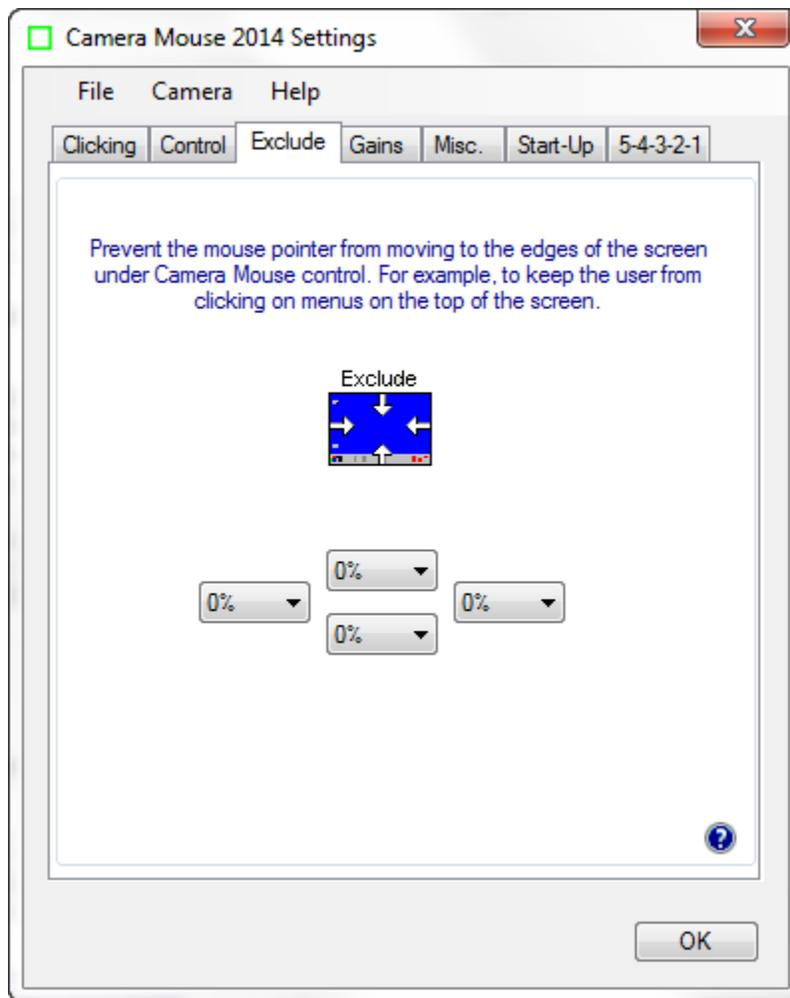 Camera Mouse 2014 Settings
File Camera Help
Clicking Control Exclude Gains Misc. Start-Up 5-4-3-2-1
Prevent the mouse pointer from moving to the edges of the screen
under Camera Mouse control. For example, to keep the user from
clicking on menus on the top of the screen.
Exclude
0%
0% 0%
0%
?
OK